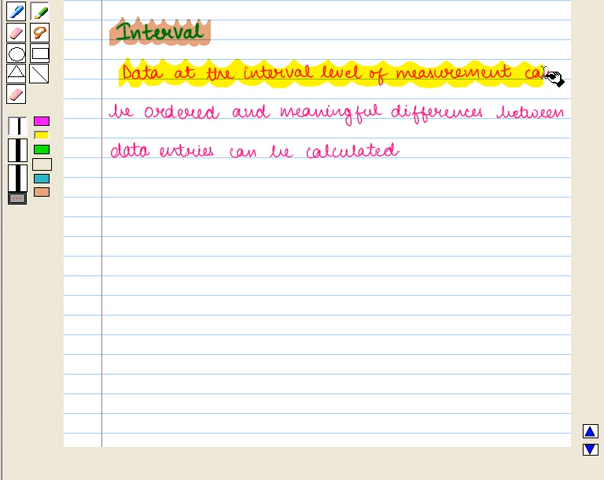 Interval
Data at the interval level of measurement can
be ordered and meaningful differences between
data entries can be calculated